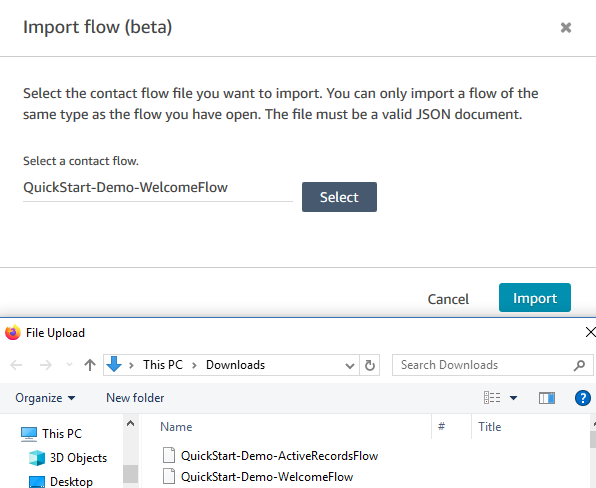 Import flow (beta)
Select the contact flow file you want to import. You can only import a flow of the
same type as the flow you have open. The file must be a valid JSON document.
Select a contact flow.
QuickStart-Demo-WelcomeFlow
Select
Cancel
Import
File Upload
This PC > Downloads
Search Downloads
Organize
New folder
?
This PC
3D Objects
Desktop
Name
#
Title
QuickStart-Demo-ActiveRecordsFlow
QuickStart-Demo-WelcomeFlow